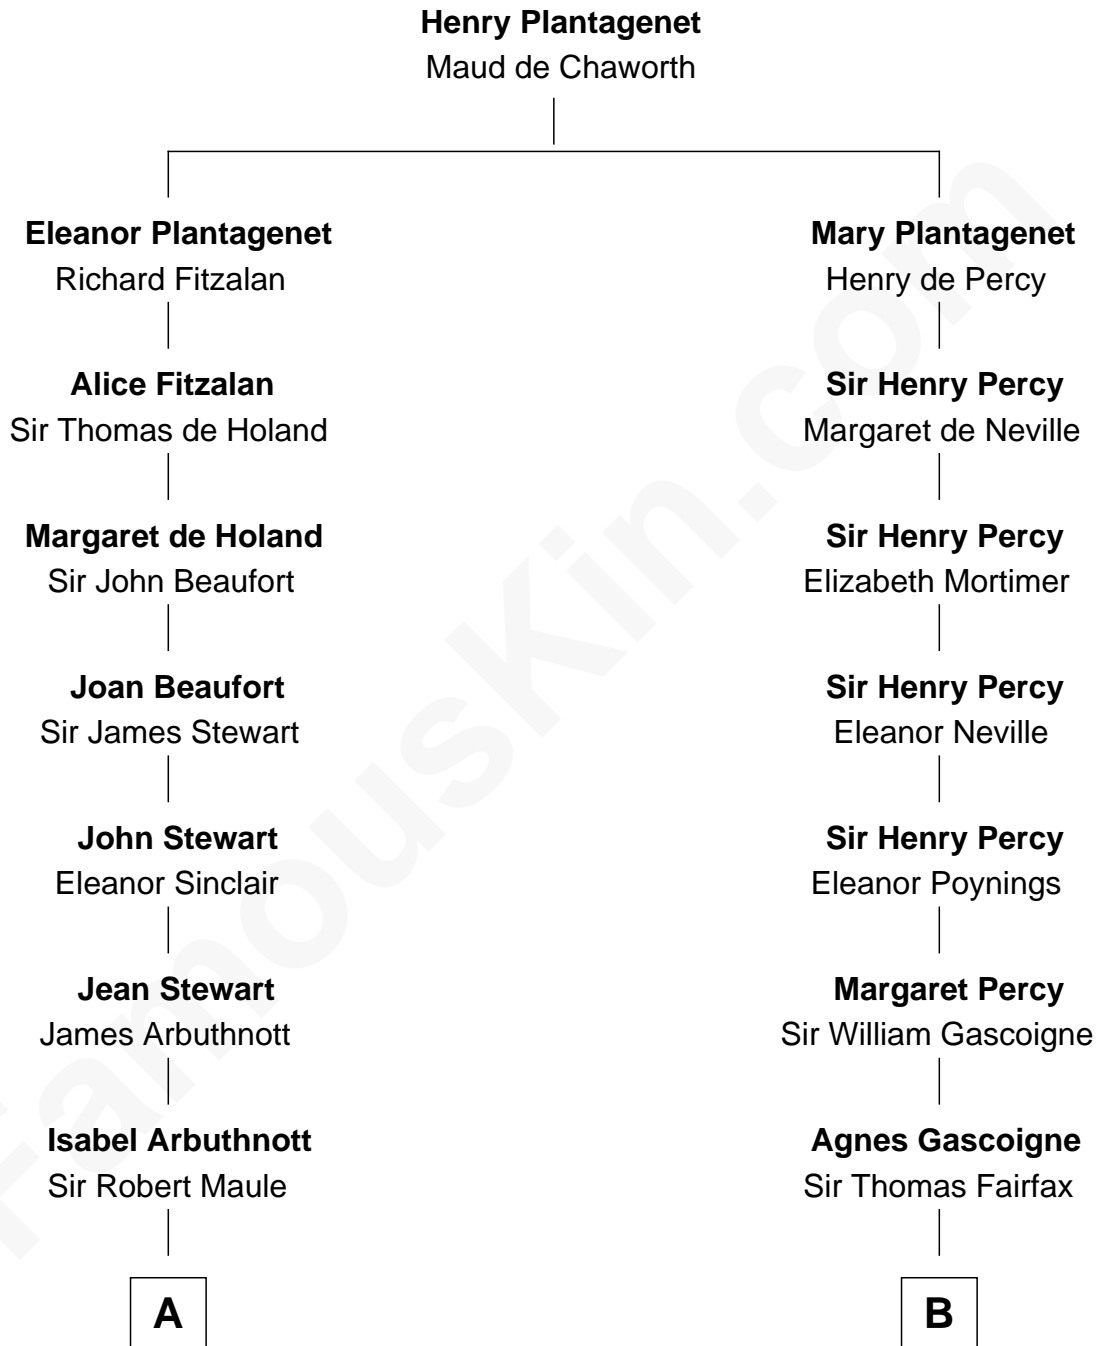 Henry Plantagenet
Maud de Chaworth
Eleanor Plantagenet
Richard Fitzalan
Mary Plantagenet
Henry de Percy
Alice Fitzalan
Sir Thomas de Holand
Sir Henry Percy
Margaret de Neville
Margaret de Holand
Sir John Beaufort
Sir Henry Percy
Elizabeth Mortimer
Joan Beaufort
Sir James Stewart
Sir Henry Percy
Eleanor Neville
John Stewart
Eleanor Sinclair
Sir Henry Percy
Eleanor Poynings
Jean Stewart
James Arbuthnott
Margaret Percy
Sir William Gascoigne
Isabel Arbuthnott
Sir Robert Maule
Agnes Gascoigne
Sir Thomas Fairfax
A
B
FamousKin.com